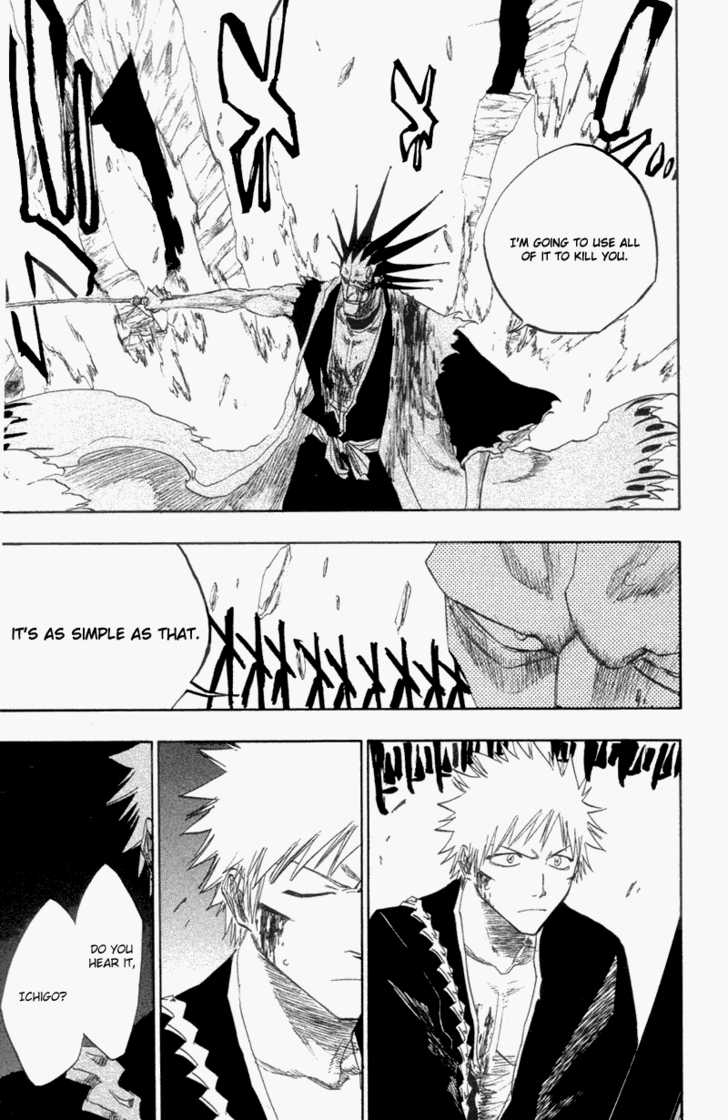 I'M GOING TO USE ALL
OF IT TO KILL YOU.
IT'S AS SIMPLE AS THAT.
DO YOU
HEAR IT,
ICHIGO?